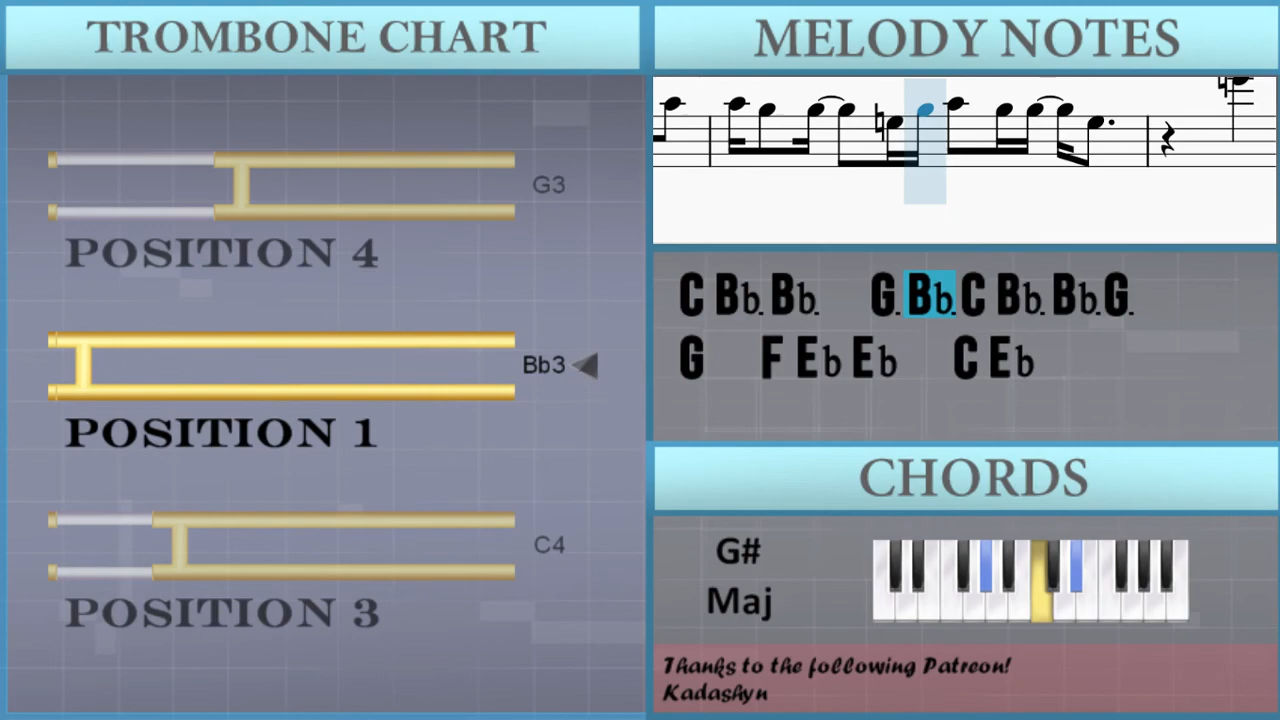 TROMBONE CHART
G3
POSITION 4
Bb3
POSITION 1
C4
POSITION 3
MELODY NOTES
C Bb. Bb. G. Bb. C Bb. Bb. G.
G F Eb Eb C Eb
CHORDS
G#
Maj
Thanks to the following Patreon!
Kadashyn